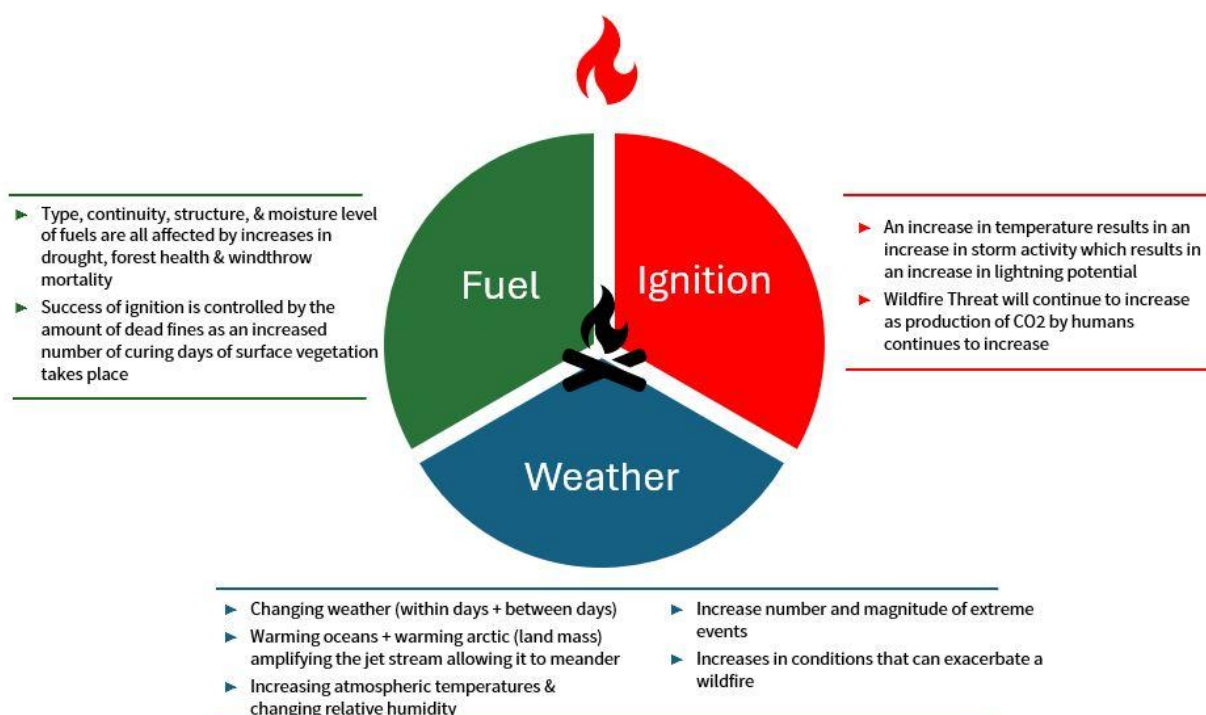 Fuel
Ignition
Weather
► Type, continuity, structure, & moisture level
of fuels are all affected by increases in
drought, forest health & windthrow
mortality
► Success of ignition is controlled by the
amount of dead fines as an increased
number of curing days of surface vegetation
takes place
► An increase in temperature results in an
increase in storm activity which results in
an increase in lightning potential
► Wildfire Threat will continue to increase
as production of CO2 by humans
continues to increase
► Changing weather (within days + between days)
► Warming oceans + warming arctic (land mass)
amplifying the jet stream allowing it to meander
► Increasing atmospheric temperatures &
changing relative humidity
► Increase number and magnitude of extreme
events
► Increases in conditions that can exacerbate a
wildfire